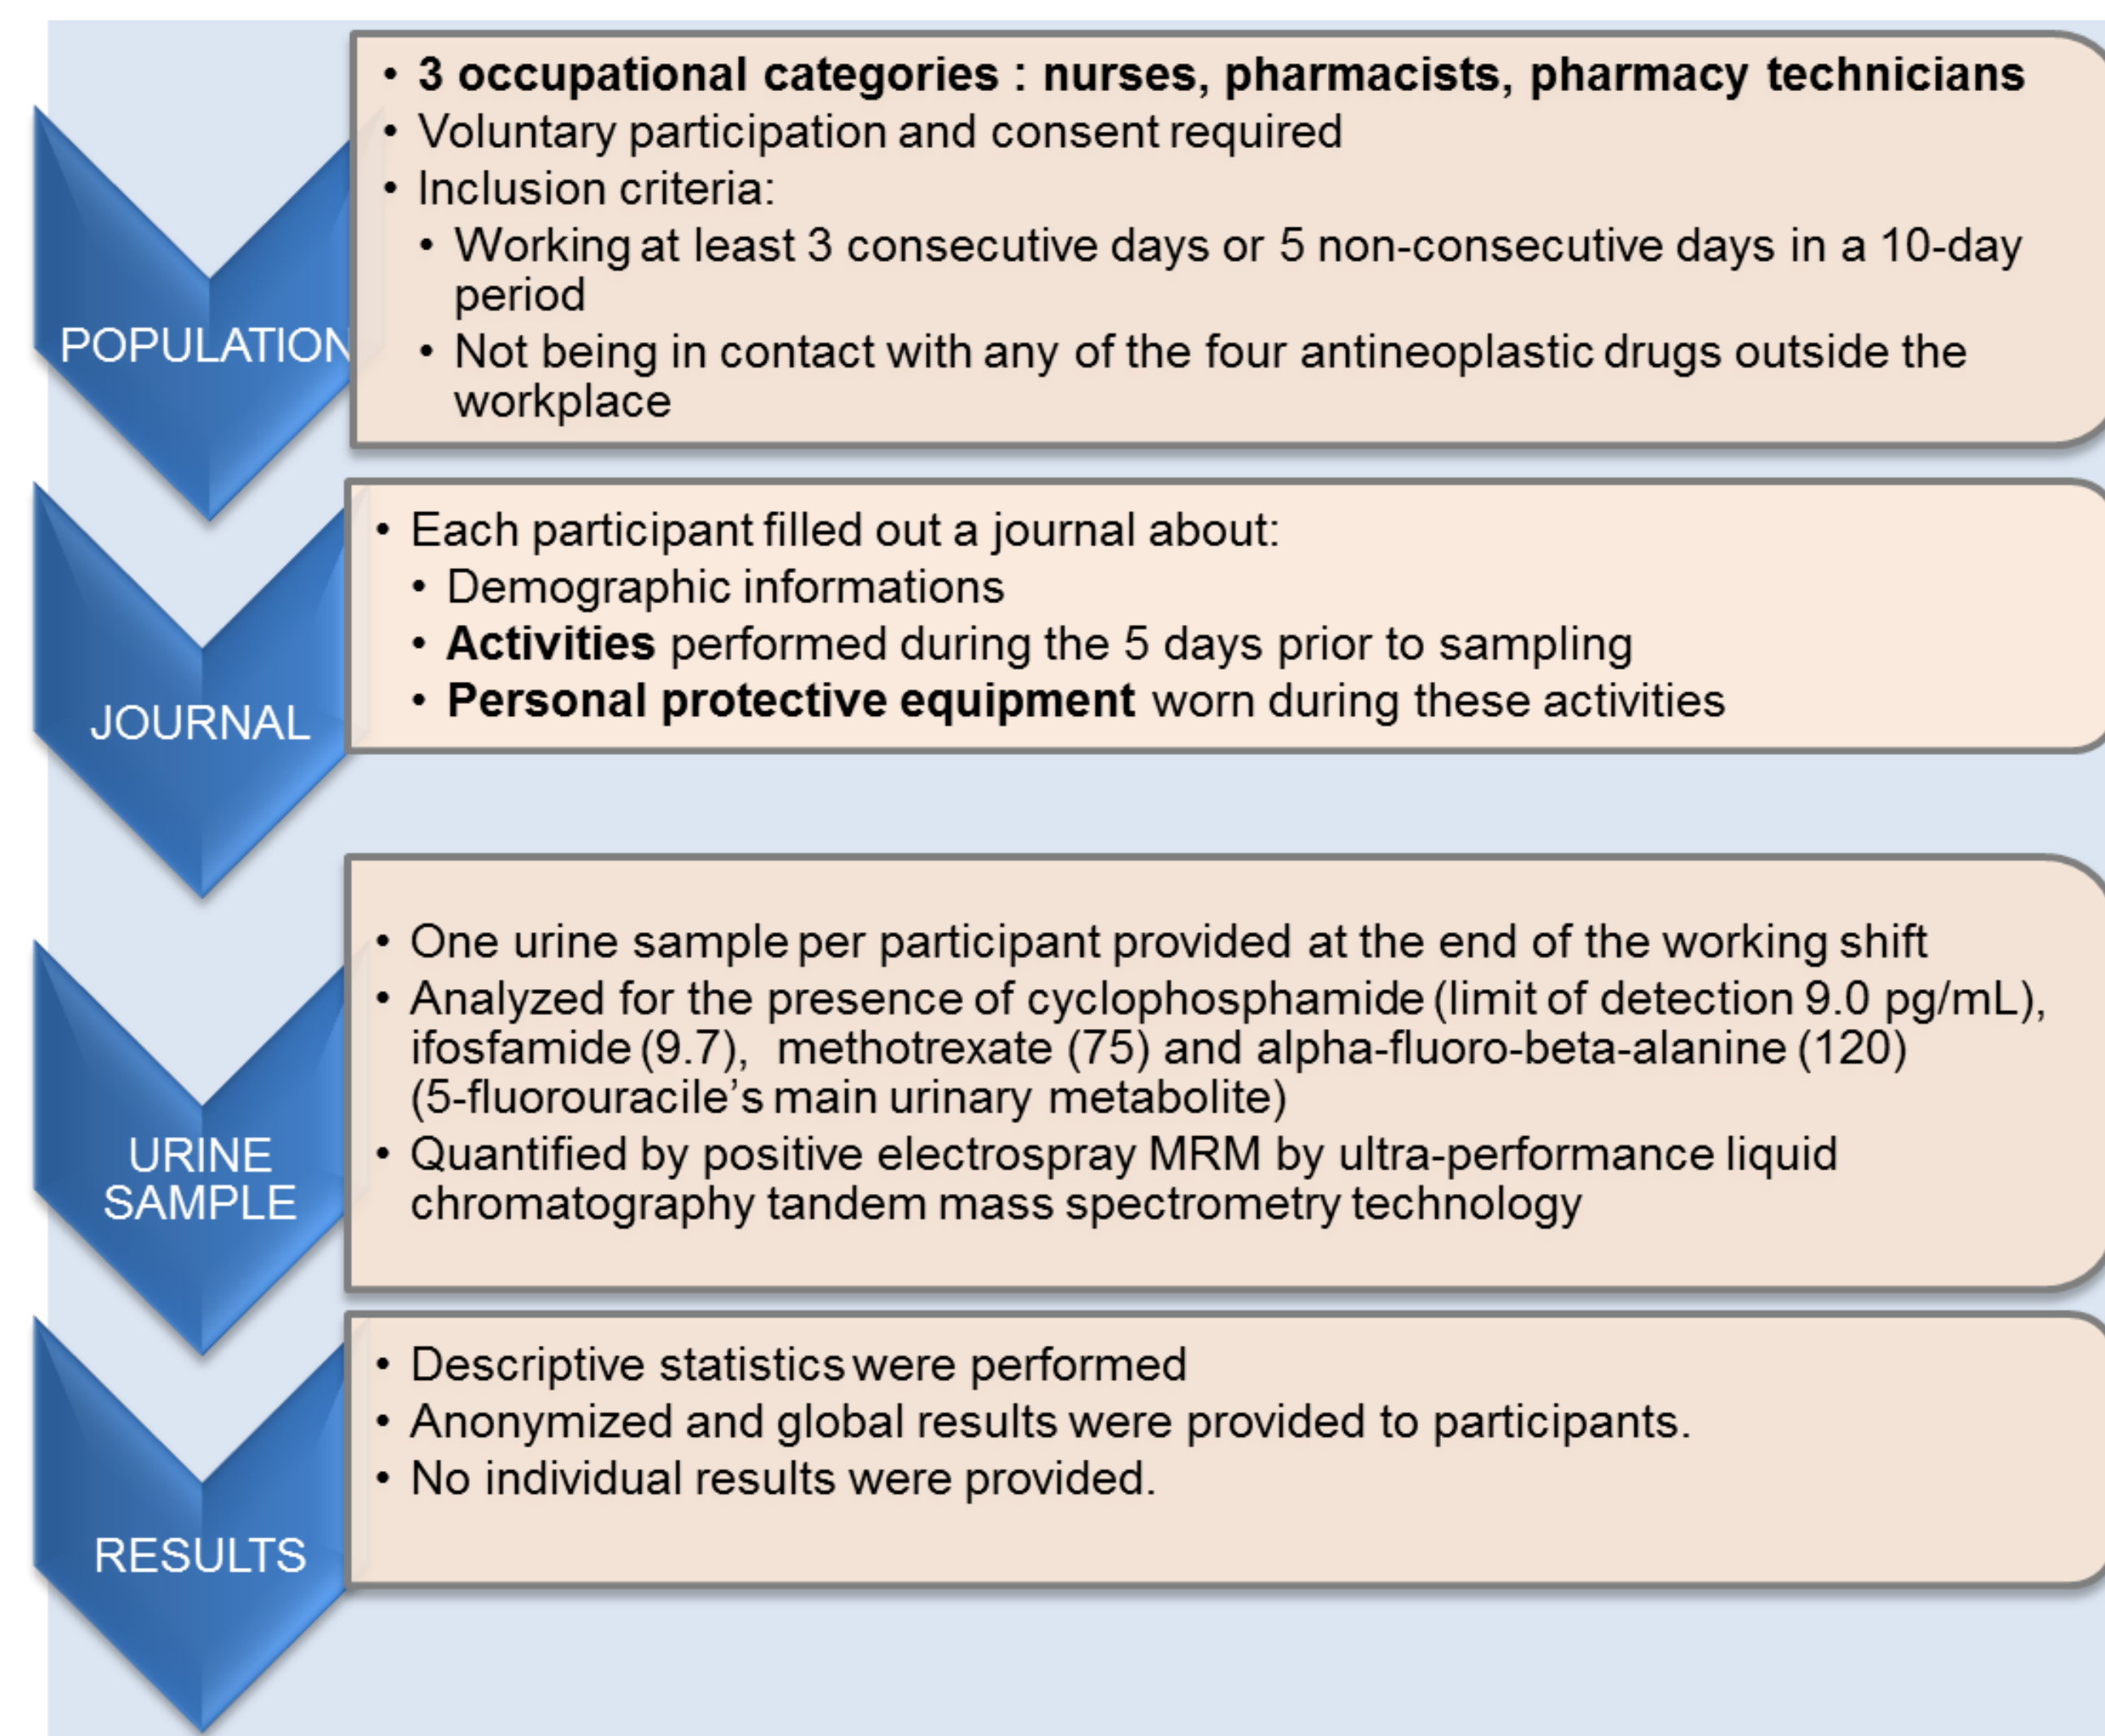 POPULATION
• 3 occupational categories : nurses, pharmacists, pharmacy technicians
• Voluntary participation and consent required
• Inclusion criteria:
• Working at least 3 consecutive days or 5 non-consecutive days in a 10-day
period
• Not being in contact with any of the four antineoplastic drugs outside the
workplace
JOURNAL
• Each participant filled out a journal about:
• Demographic informations
• Activities performed during the 5 days prior to sampling
• Personal protective equipment worn during these activities
URINE
SAMPLE
• One urine sample per participant provided at the end of the working shift
• Analyzed for the presence of cyclophosphamide (limit of detection 9.0 pg/mL),
ifosfamide (9.7), methotrexate (75) and alpha-fluoro-beta-alanine (120)
(5-fluorouracile’s main urinary metabolite)
• Quantified by positive electrospray MRM by ultra-performance liquid
chromatography tandem mass spectrometry technology
RESULTS
• Descriptive statistics were performed
• Anonymized and global results were provided to participants.
• No individual results were provided.